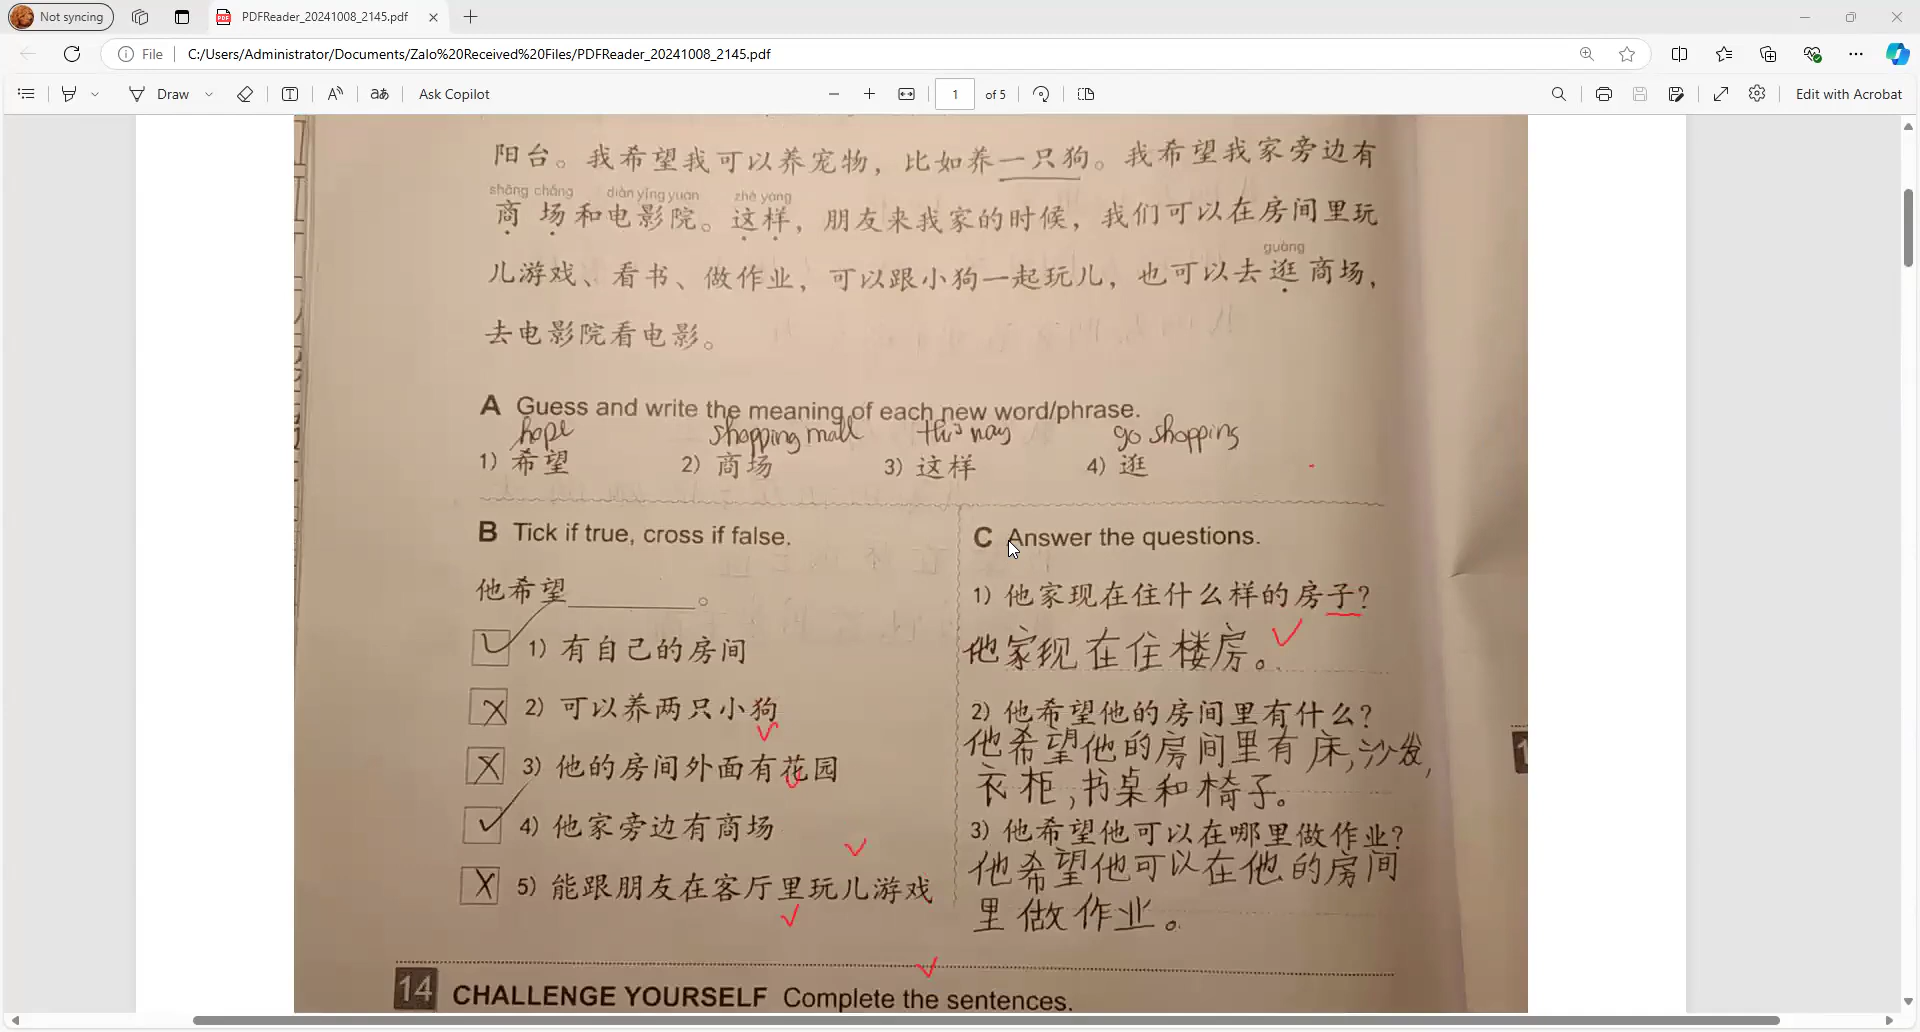 Not syncing
PDFReader_20241008_2145.pdf
File
C:/Users/Administrator/Documents/Zalo%20Received%20Files/PDFReader_20241008_2145.pdf
Draw
aあ
Ask Copilot
1 of 5
Edit with Acrobat
阳台。我希望我可以养宠物，比如养一只狗。我希望我家旁边有
shāng chǎng diàn yǐng yuàn zhè yàng
商场和电影院。这样，朋友来我家的时候，我们可以在房间里玩
guàng
儿游戏、看书、做作业，可以跟小狗一起玩儿，也可以去逛商场，
去电影院看电影。
A Guess and write the meaning of each new word/phrase.
hope shopping mall this way go shopping
1) 希望 2) 商场 3) 这样 4) 逛
B Tick if true, cross if false.
他希望________。
1) 有自己的房间
2) 可以养两只小狗
3) 他的房间外面有花园
4) 他家旁边有商场
5) 能跟朋友在客厅里玩儿游戏
C Answer the questions.
1) 他家现在住什么样的房子？
他家现在住楼房。
2) 他希望他的房间里有什么？
他希望他的房间里有床,沙发,
衣柜,书桌和椅子。
3) 他希望他可以在哪里做作业？
他希望他可以在他的房间
里做作业。
14 CHALLENGE YOURSELF Complete the sentences.